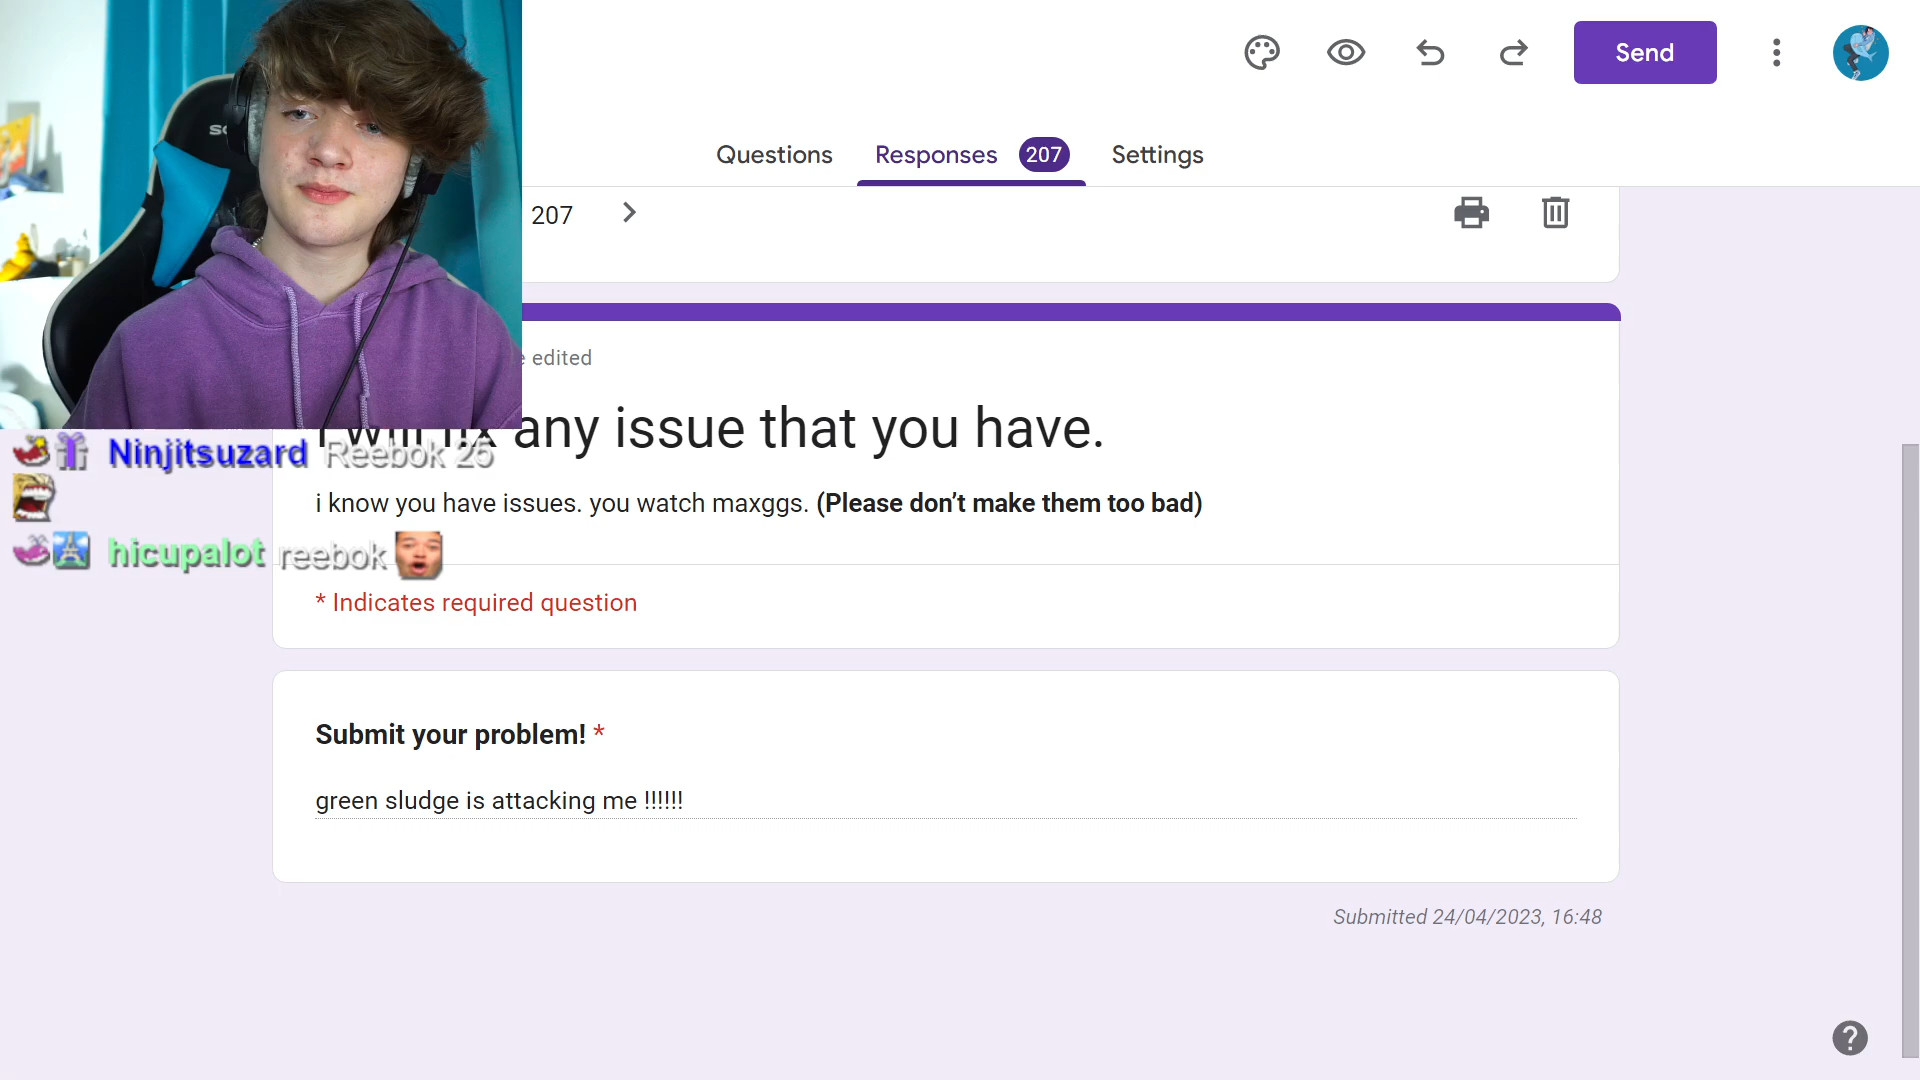 Send
Questions Responses 207 Settings
207
edited
I will fix any issue that you have.
Ninjitsuzard Reebok 25
i know you have issues. you watch maxggs. (Please don’t make them too bad)
hicupalot reebok
* Indicates required question
Submit your problem! *
green sludge is attacking me !!!!!!
Submitted 24/04/2023, 16:48